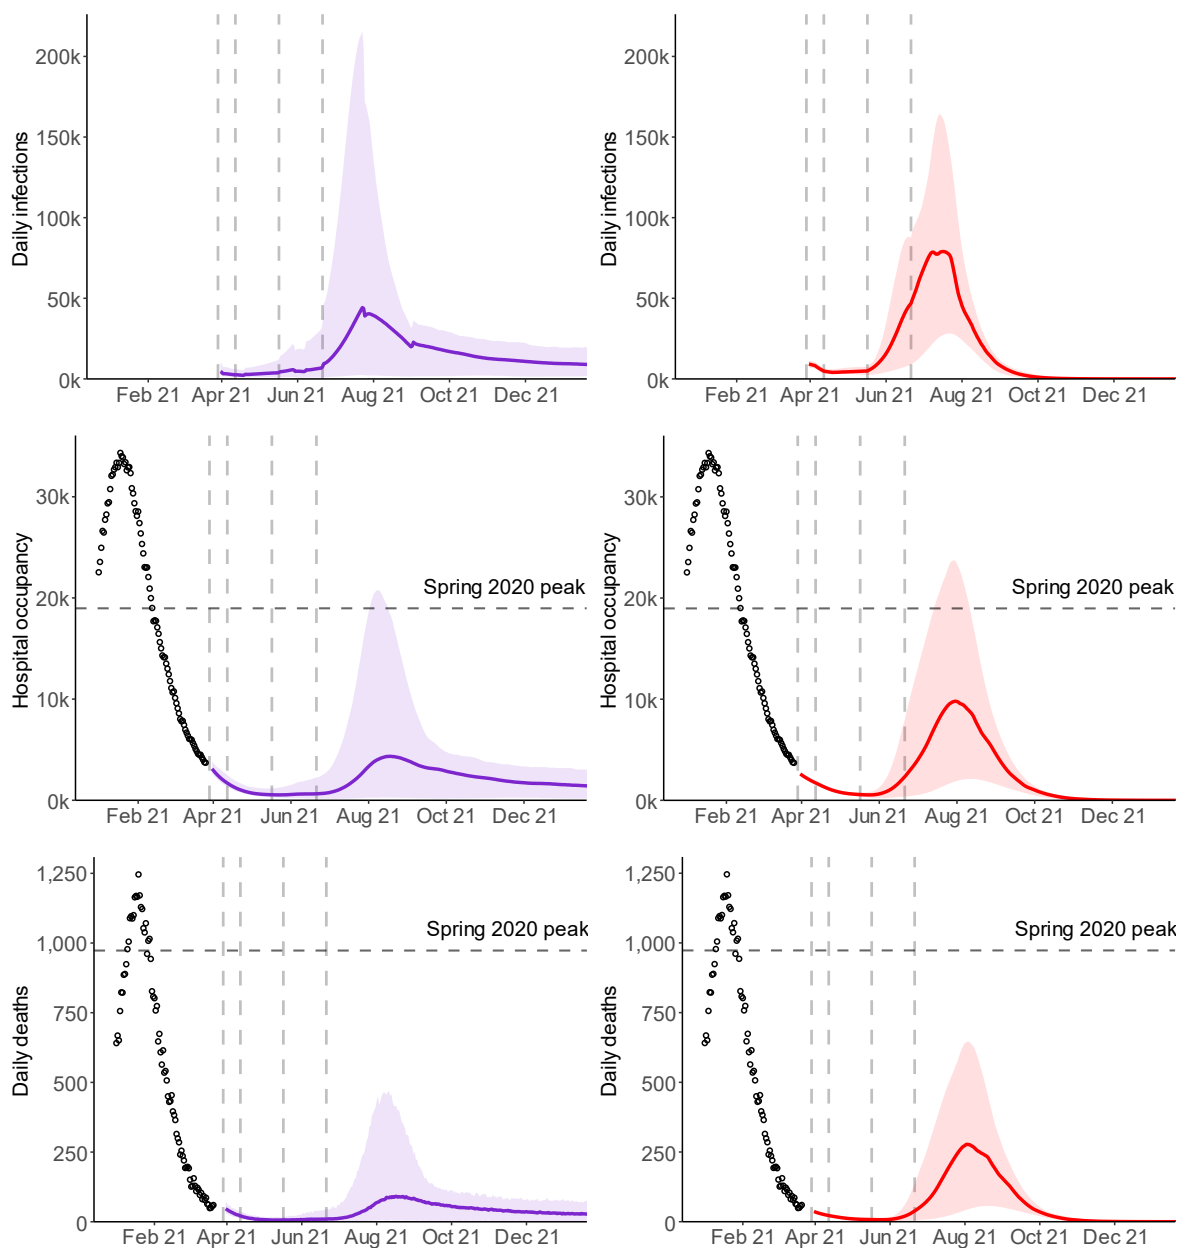 200k
150k
100k
50k
0k
Daily infections
Feb 21 Apr 21 Jun 21 Aug 21 Oct 21 Dec 21
200k
150k
100k
50k
0k
Daily infections
Feb 21 Apr 21 Jun 21 Aug 21 Oct 21 Dec 21
30k
20k
10k
0k
Hospital occupancy
Spring 2020 peak
Feb 21 Apr 21 Jun 21 Aug 21 Oct 21 Dec 21
30k
20k
10k
0k
Hospital occupancy
Spring 2020 peak
Feb 21 Apr 21 Jun 21 Aug 21 Oct 21 Dec 21
1,250
1,000
750
500
250
0
Daily deaths
Spring 2020 peak
Feb 21 Apr 21 Jun 21 Aug 21 Oct 21 Dec 21
1,250
1,000
750
500
250
0
Daily deaths
Spring 2020 peak
Feb 21 Apr 21 Jun 21 Aug 21 Oct 21 Dec 21